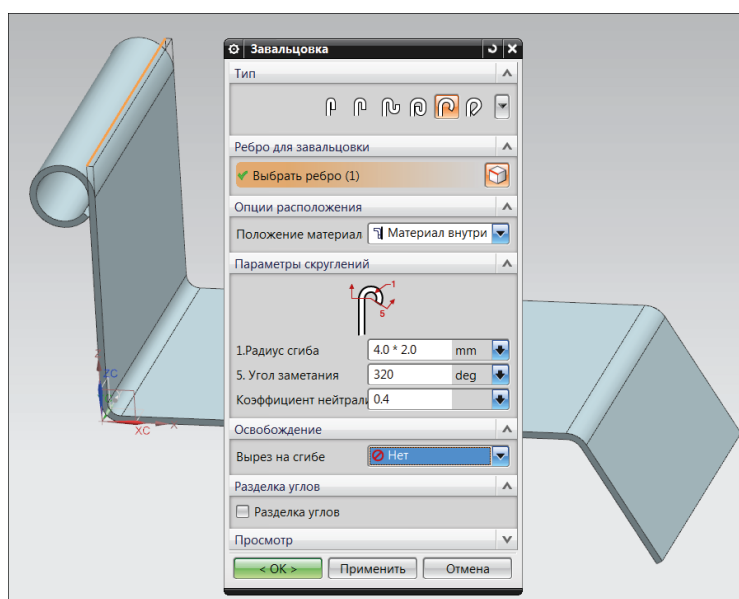 Завальцовка
Тип
Ребро для завальцовки
Выбрать ребро (1)
Опции расположения
Положение материал Материал внутри
Параметры скруглений
1
5
1.Радиус сгиба 4.0 * 2.0 mm
5. Угол заметания 320 deg
Коэффициент нейтрали 0.4
Освобождение
Вырез на сгибе Нет
Разделка углов
Разделка углов
Просмотр
< OK > Применить Отмена
ZC
XC X